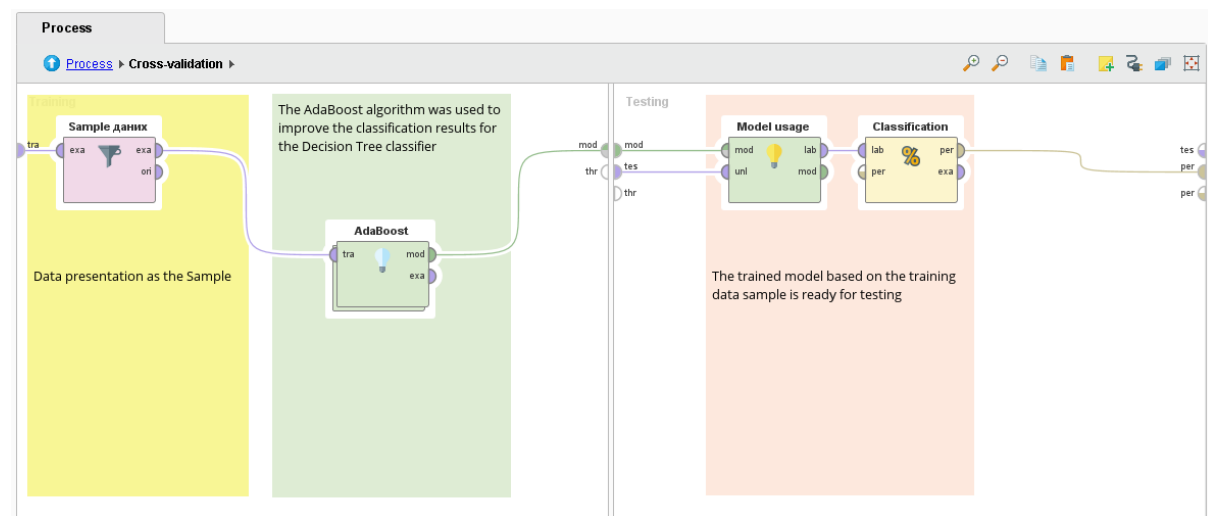 Process
Process ▸ Cross-validation ▸
Training
Sample даних
tra
exa
exa
ori
Data presentation as the Sample
The AdaBoost algorithm was used to
improve the classification results for
the Decision Tree classifier
AdaBoost
tra
mod
exa
mod
thr
Testing
mod
tes
thr
Model usage
mod
lab
unl
mod
Classification
lab
per
per
exa
The trained model based on the training
data sample is ready for testing
tes
per
per